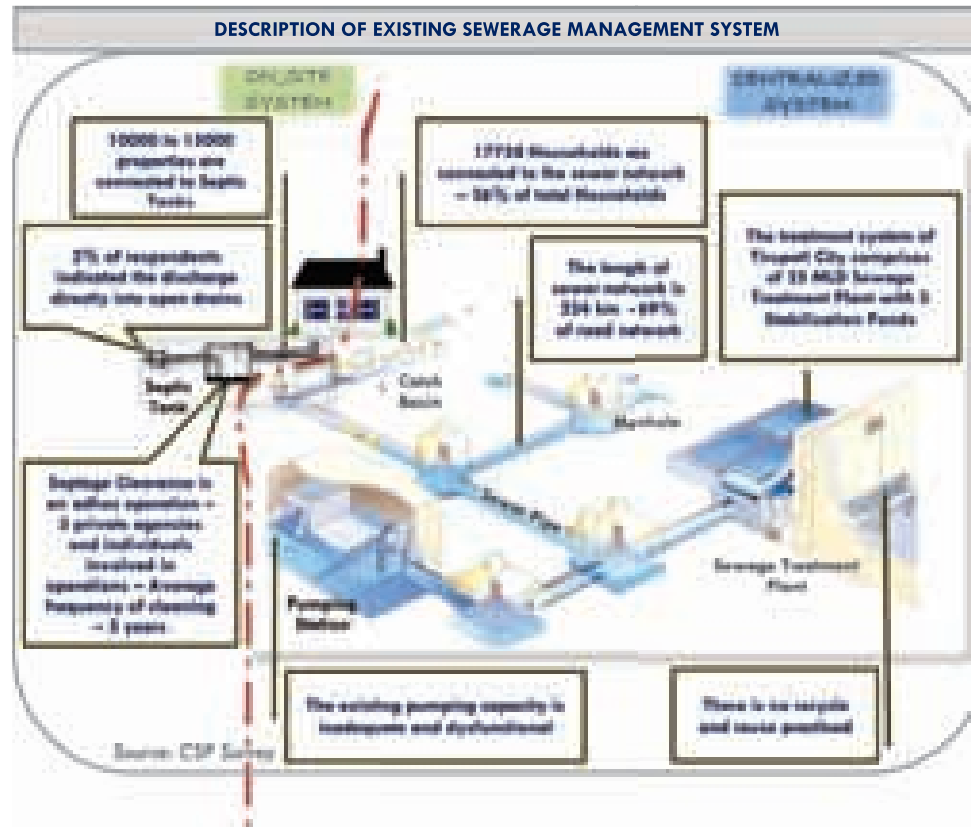 DESCRIPTION OF EXISTING SEWERAGE MANAGEMENT SYSTEM
ON_SITE
SYSTEM
CENTRALIZED
SYSTEM
10000 to 15000
properties are
connected to Septic
Tanks
Households are
connected to the sewer network
of total Households
2% of respondents
indicated the discharge
directly into open drains
The length of
sewer network is
km
of road network
The treatment system of
Tirupati City comprises
of MLD Sewage
Treatment Plant with
Stabilization Ponds
Septic
Tank
Catch
Basin
Manhole
Sewer Pipe
Septage Clearance is
an adhoc operation –
private agencies
and individuals
involved in
operations – Average
frequency of cleaning
years
Pumping
Station
Sewage Treatment
Plant
The existing pumping capacity is
inadequate and dysfunctional
There is no recycle
and reuse practised
Source: CSP Survey